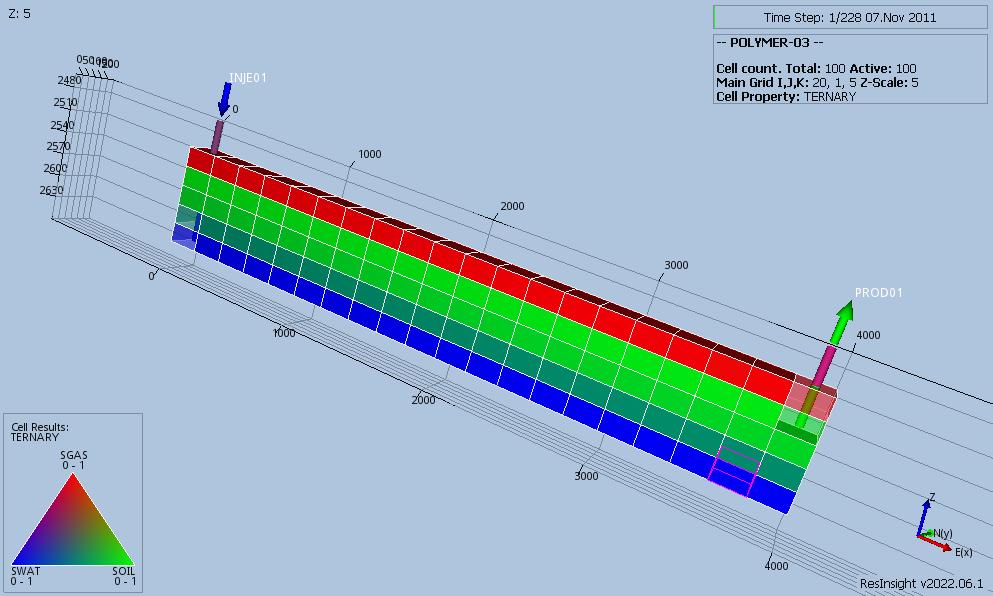 Z: 5
Time Step: 1/228 07.Nov 2011
-- POLYMER-03 --
Cell count. Total: 100 Active: 100
Main Grid I,J,K: 20, 1, 5 Z-Scale: 5
Cell Property: TERNARY
2480
2510
2540
2570
2600
2630
INJE01
0
1000
2000
3000
4000
PROD01
0
1000
2000
3000
4000
Cell Results:
TERNARY
SGAS
0 - 1
SWAT SOIL
0 - 1 0 - 1
Z
N(y)
E(x)
ResInsight v2022.06.1